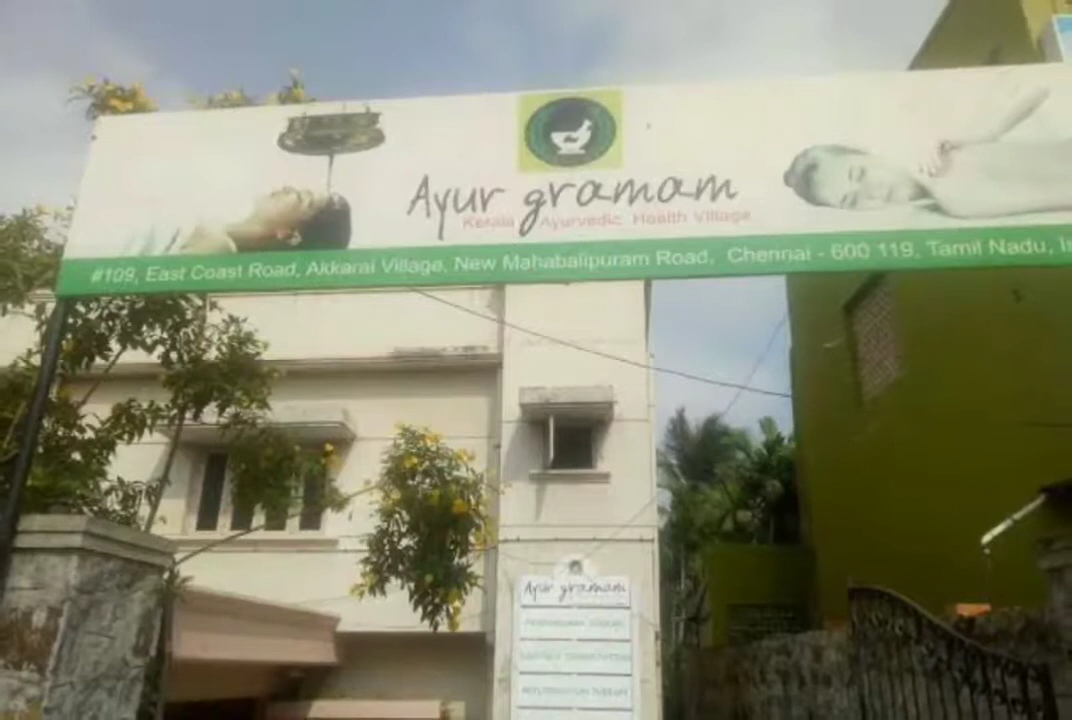 Ayur gramam
Kerala Ayurvedic Health Village
#109, East Coast Road, Akkarai Village, New Mahabalipuram Road, Chennai - 600 119, Tamil Nadu,
Ayur gramam